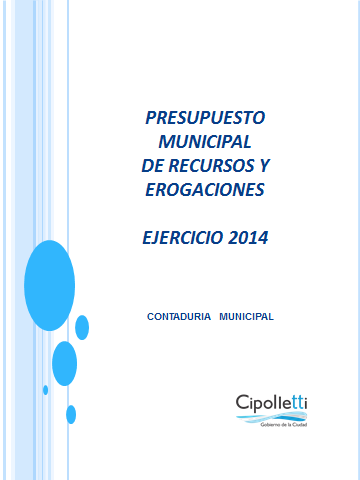 PRESUPUESTO
MUNICIPAL
DE RECURSOS Y
EROGACIONES
EJERCICIO 2014
CONTADURIA MUNICIPAL
Cipolletti
Gobierno de la Ciudad